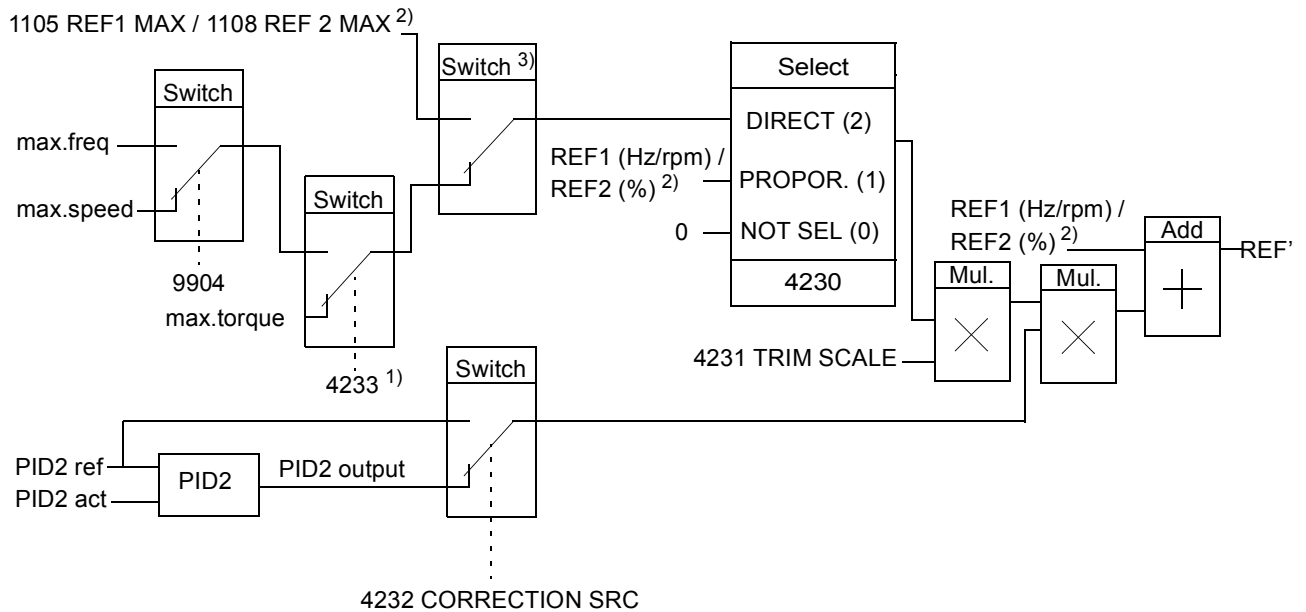 1105 REF1 MAX / 1108 REF 2 MAX 2)
Switch
max.freq
max.speed
9904
Switch
max.torque
4233 1)
Switch 3)
Select
DIRECT (2)
REF1 (Hz/rpm) /
REF2 (%) 2)
PROPOR. (1)
0
NOT SEL (0)
4230
REF1 (Hz/rpm) /
REF2 (%) 2)
Add
+
REF'
Mul.
Mul.
4231 TRIM SCALE
Switch
PID2 ref
PID2 act
PID2
PID2 output
4232 CORRECTION SRC